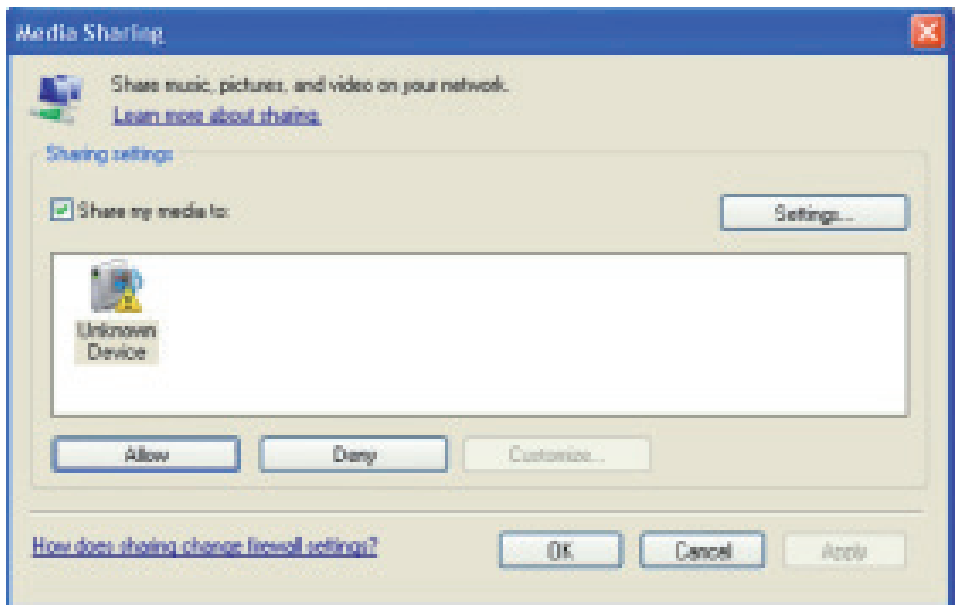 Media Sharing
Share music, pictures, and video on your network.
Learn more about sharing.
Sharing settings
Share my media to:
Settings...
Unknown
Device
Allow
Deny
Customize...
How does sharing change firewall settings?
OK
Cancel
Apply